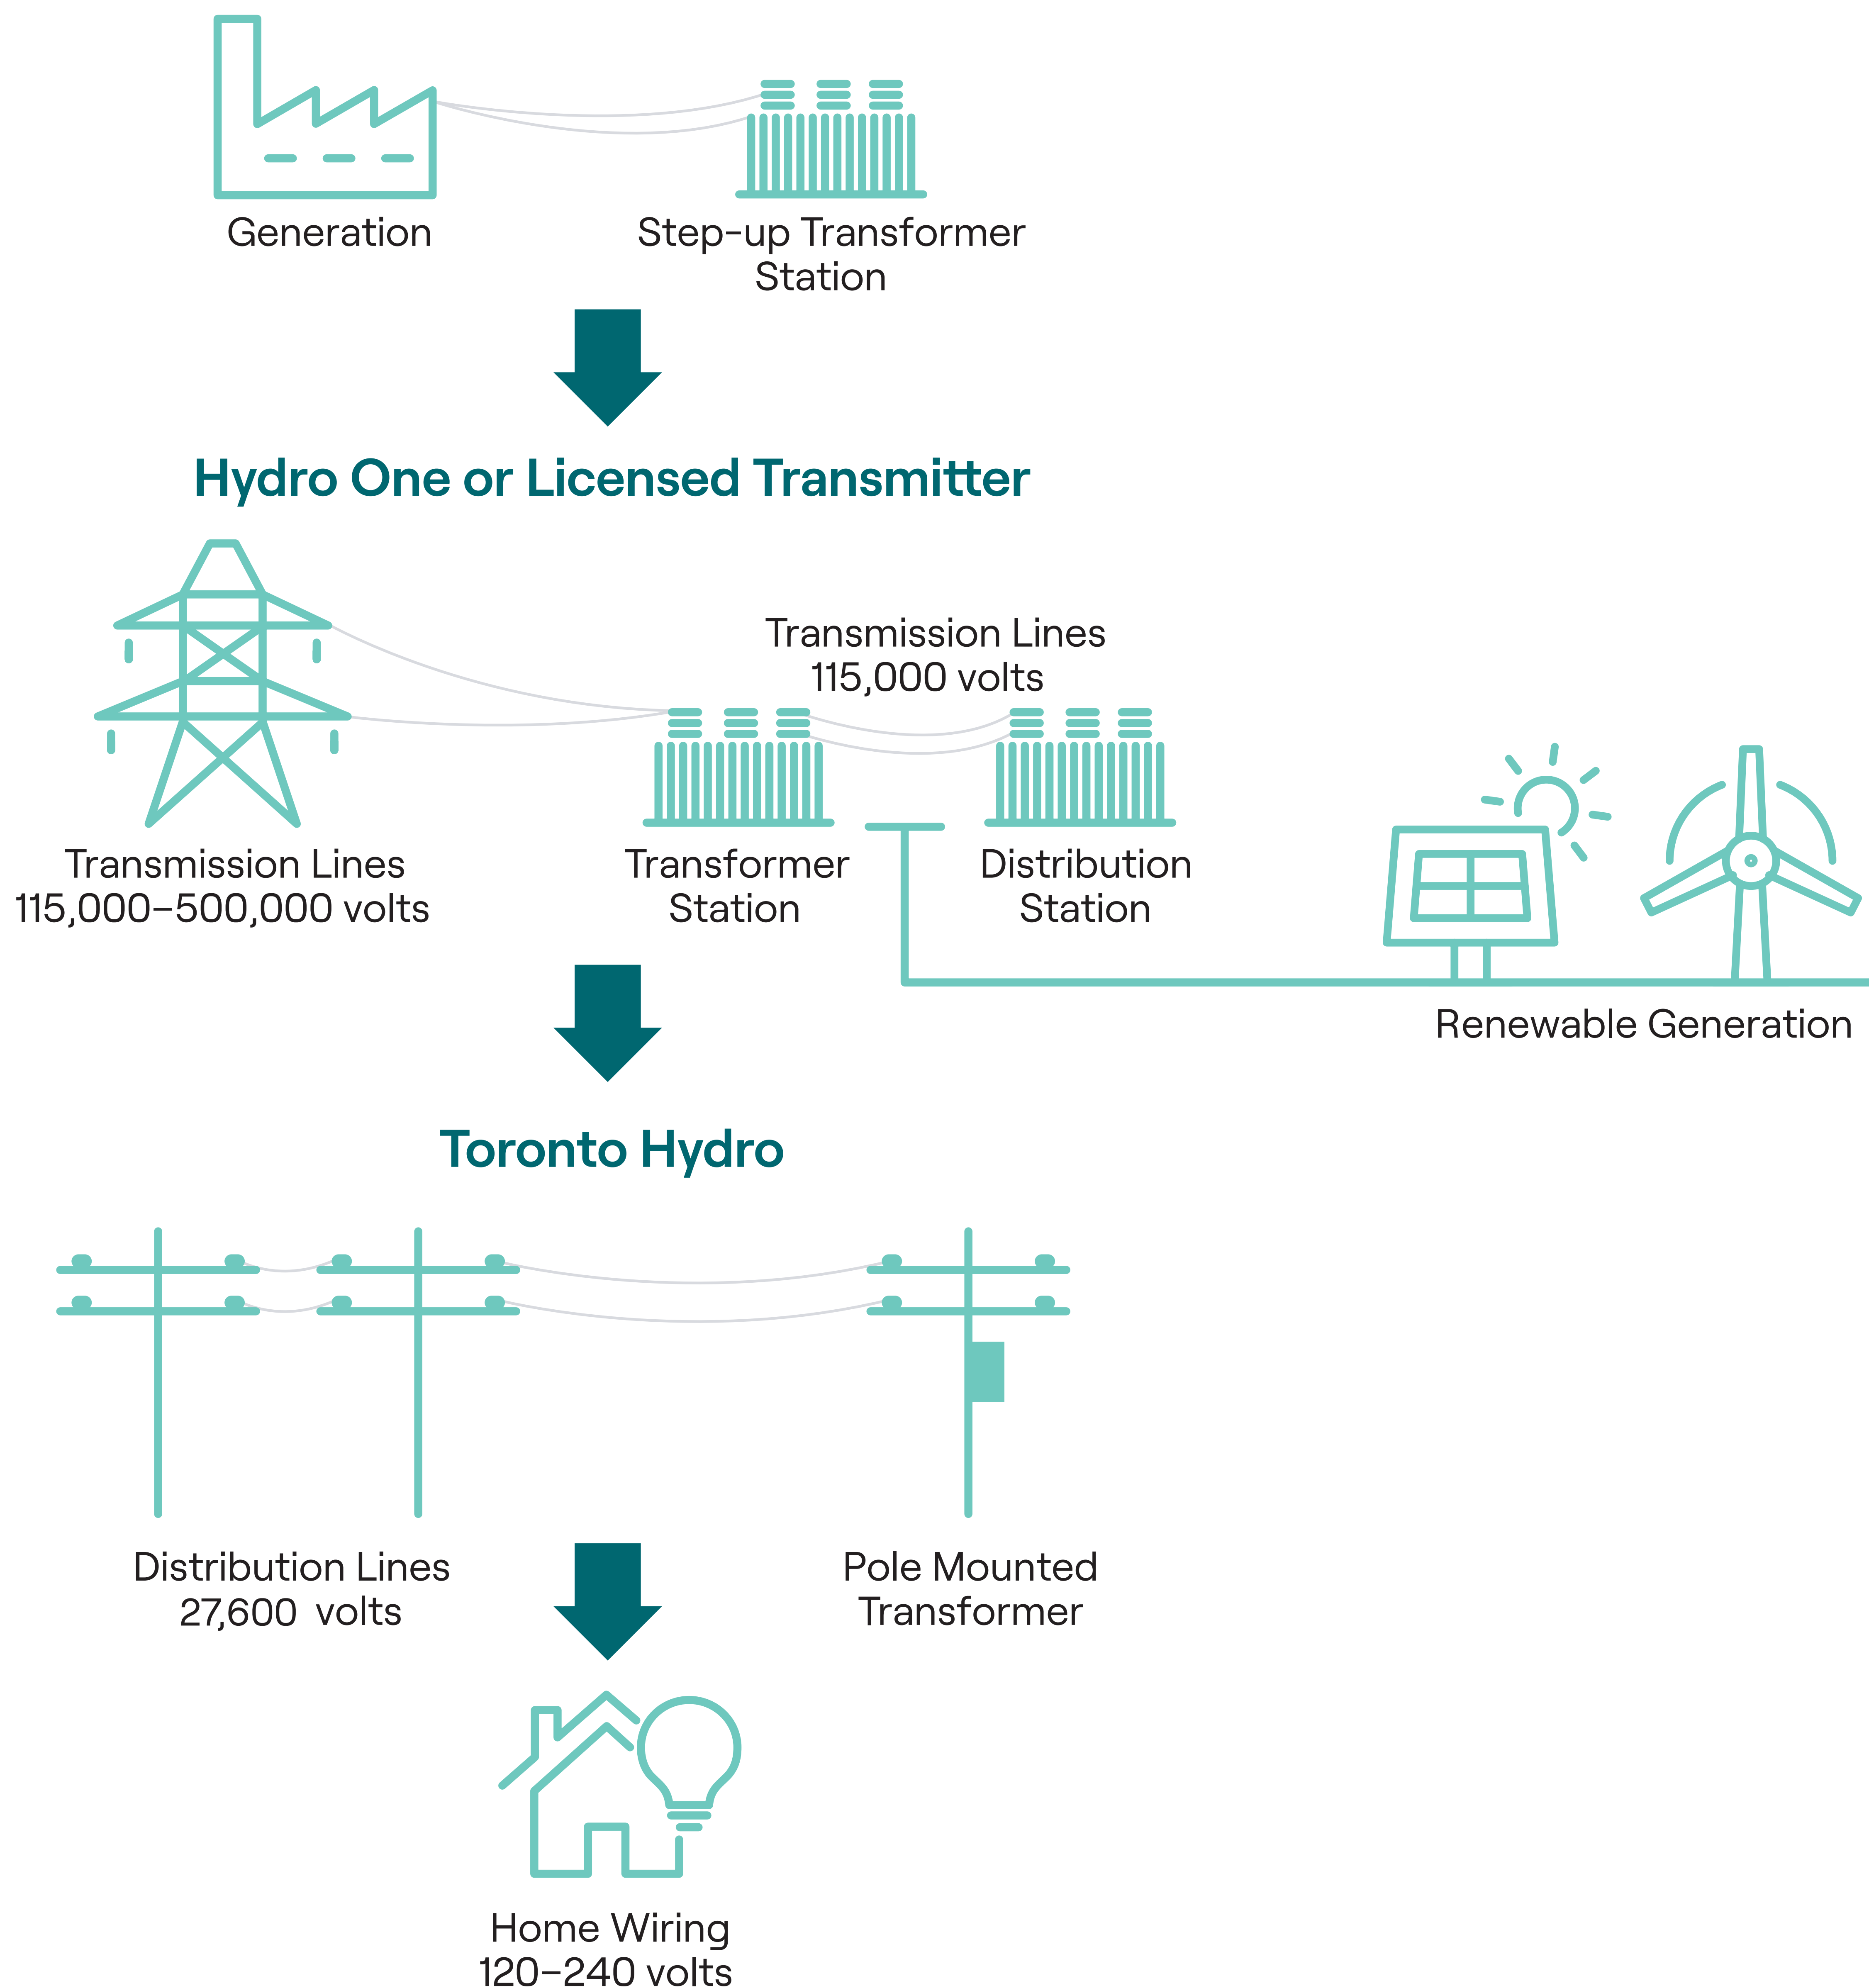 Generation
Step-up Transformer
Station
Hydro One or Licensed Transmitter
Transmission Lines
115,000 volts
Transmission Lines
115,000–500,000 volts
Transformer
Station
Distribution
Station
Renewable Generation
Toronto Hydro
Distribution Lines
27,600 volts
Pole Mounted
Transformer
Home Wiring
120–240 volts